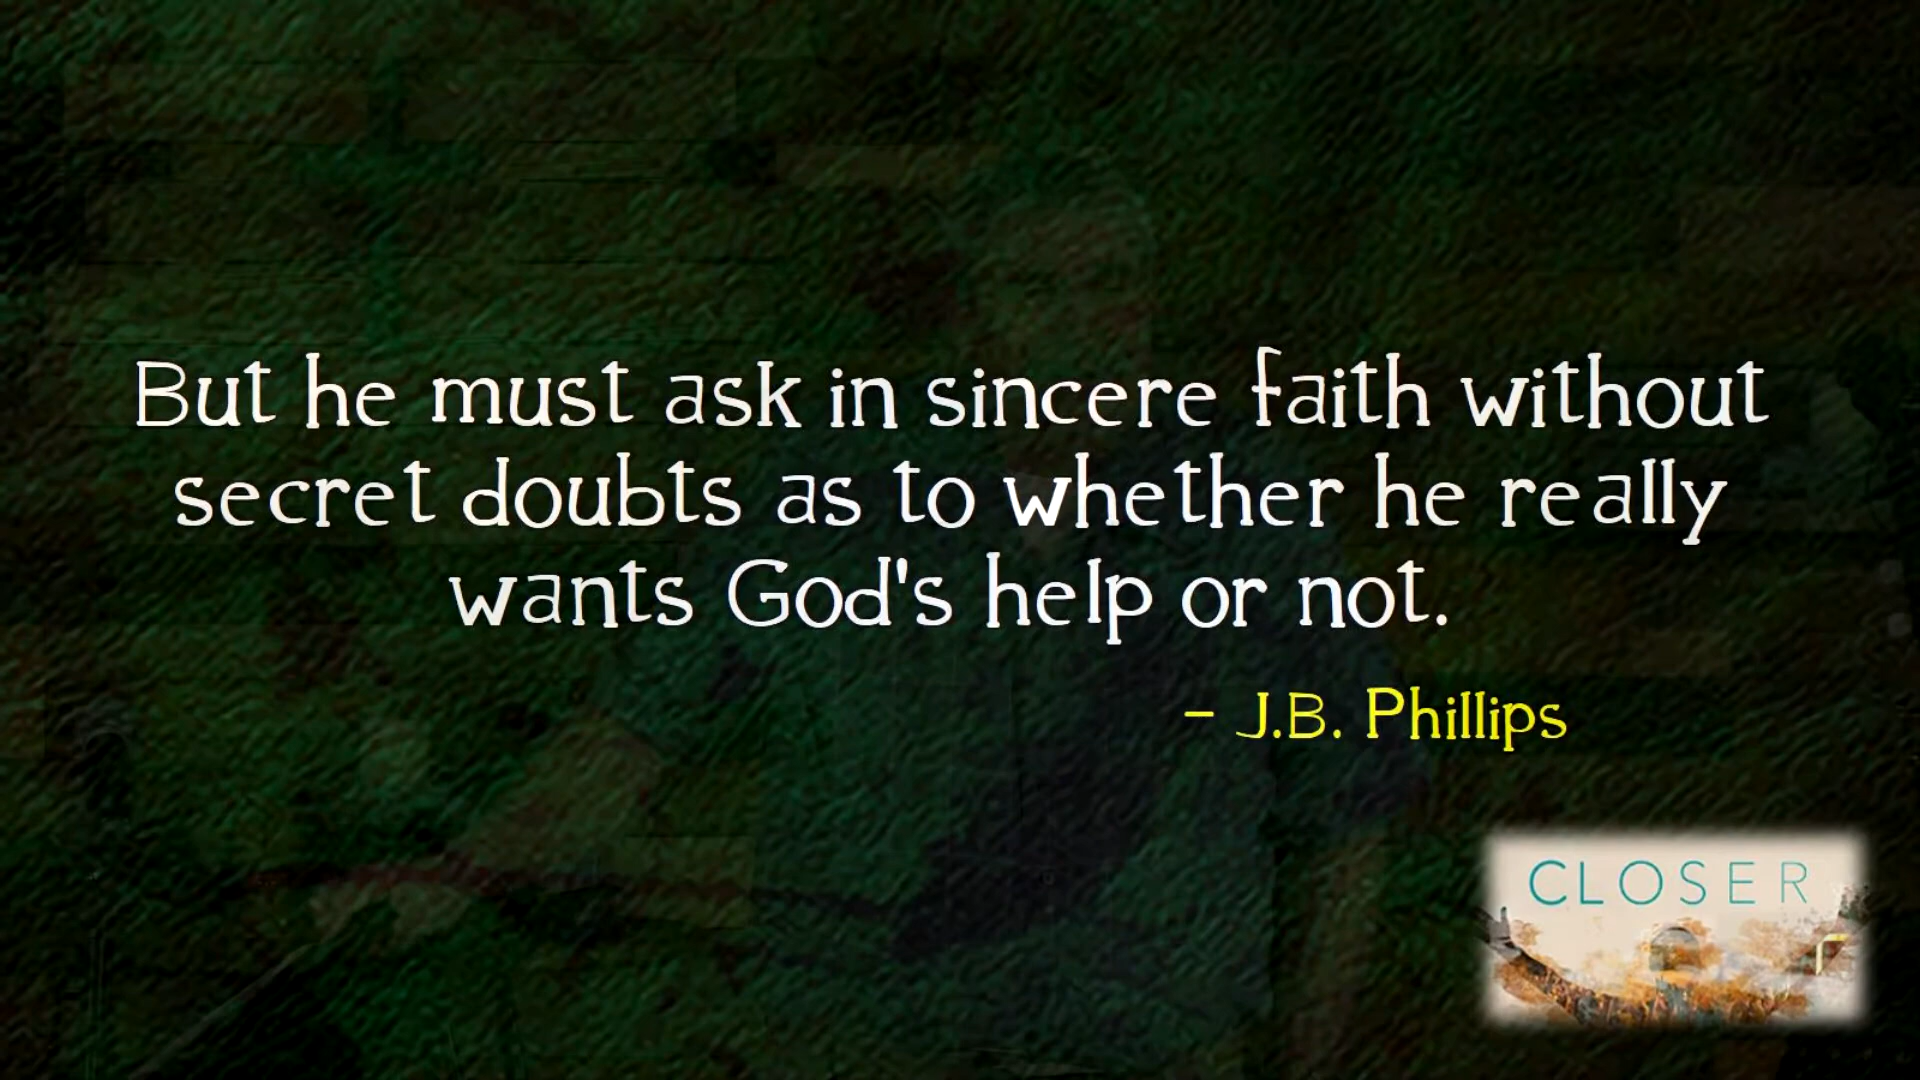 But he must ask in sincere faith without
secret doubts as to whether he really
wants God's help or not.
- J.B. Phillips
CLOSER